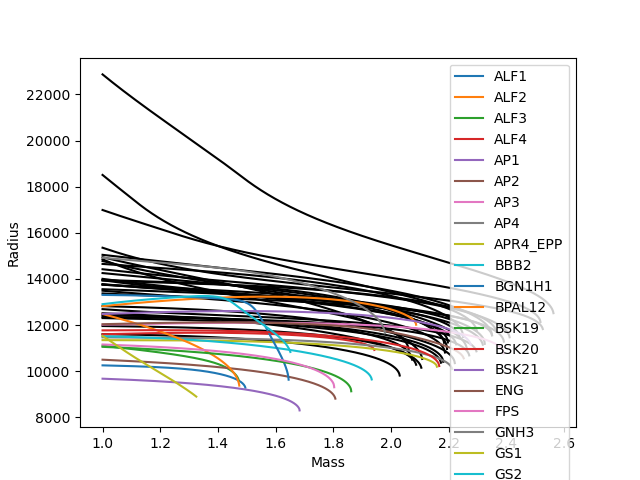 22000
20000
18000
16000
14000
12000
10000
8000
Radius
1.0
1.2
1.4
1.6
1.8
2.0
2.2
2.4
2.6
Mass
ALF1
ALF2
ALF3
ALF4
AP1
AP2
AP3
AP4
APR4_EPP
BBB2
BGN1H1
BPAL12
BSK19
BSK20
BSK21
ENG
FPS
GNH3
GS1
GS2